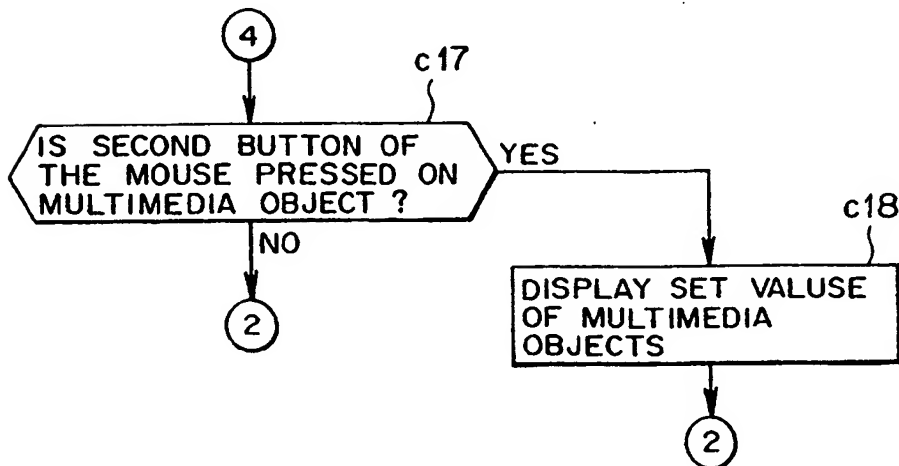 4
c17
IS SECOND BUTTON OF
THE MOUSE PRESSED ON
MULTIMEDIA OBJECT ?
YES
NO
2
c18
DISPLAY SET VALUSE
OF MULTIMEDIA
OBJECTS
2